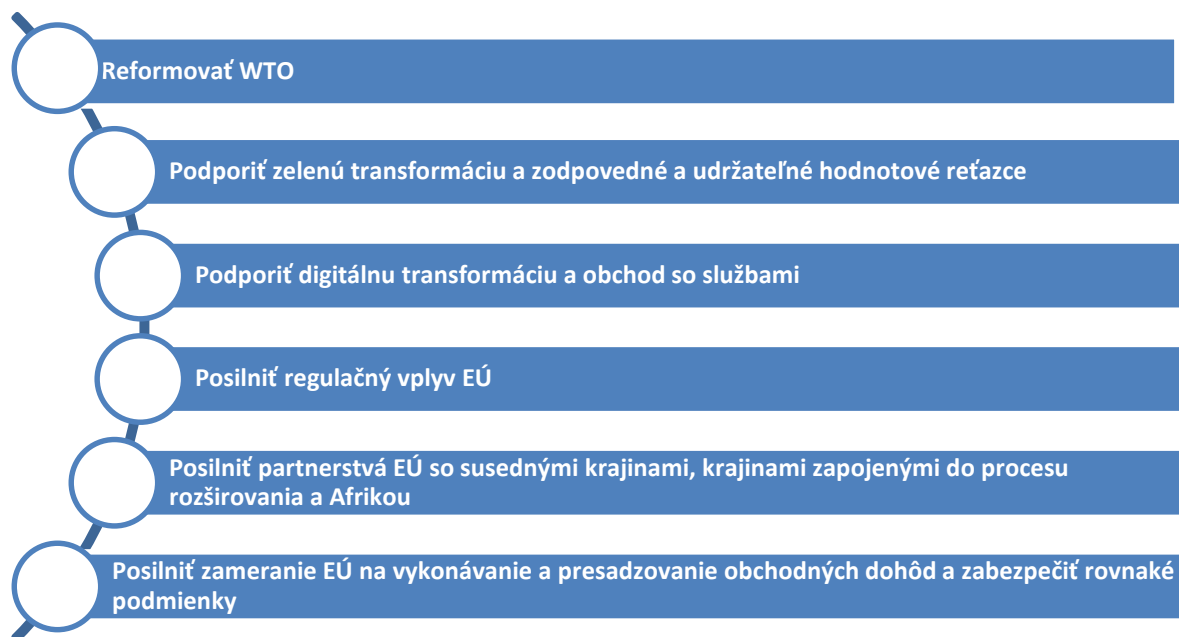 Reformovať WTO
Podporiť zelenú transformáciu a zodpovedné a udržateľné hodnotové reťazce
Podporiť digitálnu transformáciu a obchod so službami
Posilniť regulačný vplyv EÚ
Posilniť partnerstvá EÚ so susednými krajinami, krajinami zapojenými do procesu
rozširovania a Afrikou
Posilniť zameranie EÚ na vykonávanie a presadzovanie obchodných dohôd a zabezpečiť rovnaké
podmienky